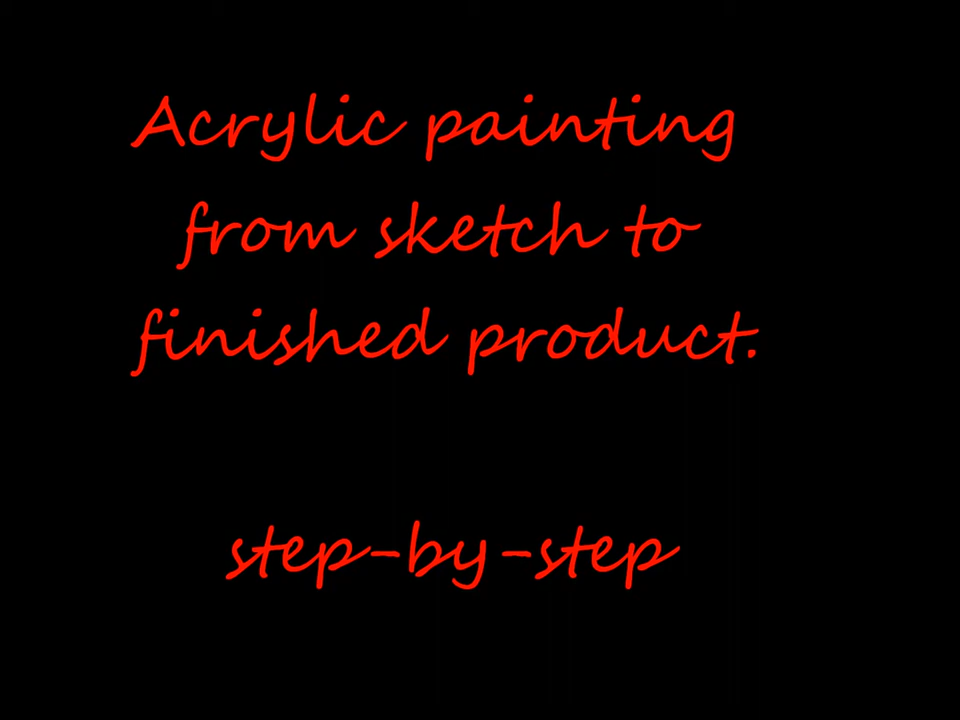 Acrylic painting
from sketch to
finished product.
step-by-step